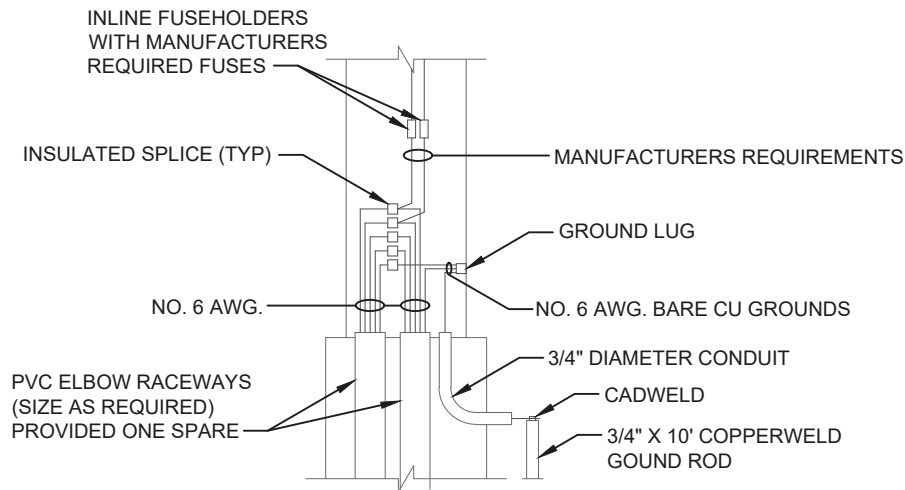 INLINE FUSEHOLDERS
WITH MANUFACTURERS
REQUIRED FUSES
INSULATED SPLICE (TYP)
MANUFACTURERS REQUIREMENTS
GROUND LUG
NO. 6 AWG.
NO. 6 AWG. BARE CU GROUNDS
3/4" DIAMETER CONDUIT
PVC ELBOW RACEWAYS
(SIZE AS REQUIRED)
PROVIDED ONE SPARE
CADWELD
3/4" X 10' COPPERWELD
GOUND ROD